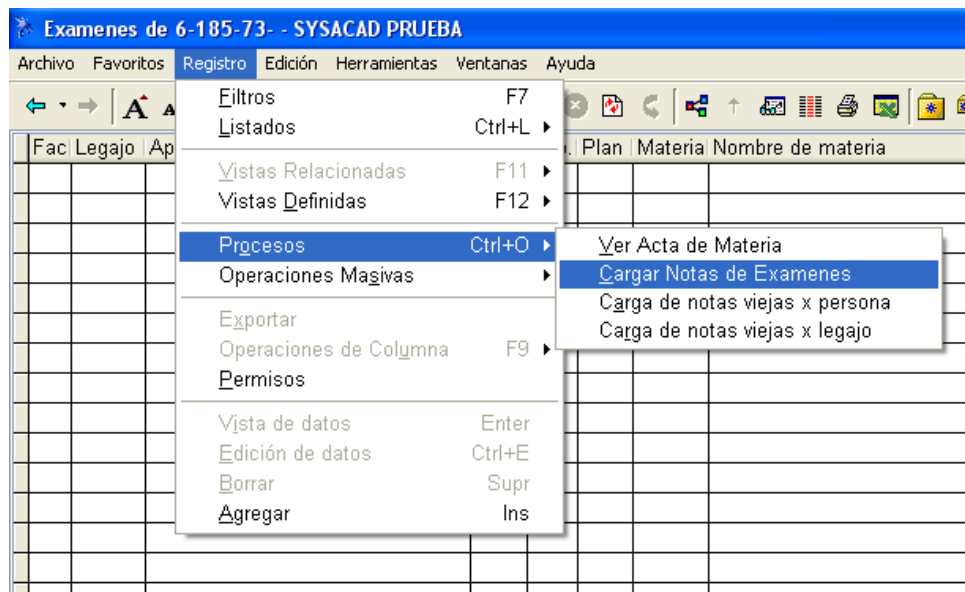 Examenes de 6-185-73- - SYSACAD PRUEBA
Archivo Favoritos Registro Edición Herramientas Ventanas Ayuda
A A
Fac Legajo Ap . Plan Materia Nombre de materia
Filtros F7
Listados Ctrl+L
Vistas Relacionadas F11
Vistas Definidas F12
Procesos Ctrl+O
Operaciones Masivas
Exportar
Operaciones de Columna F9
Permisos
Vista de datos Enter
Edición de datos Ctrl+E
Borrar Supr
Agregar Ins
Ver Acta de Materia
Cargar Notas de Examenes
Carga de notas viejas x persona
Carga de notas viejas x legajo